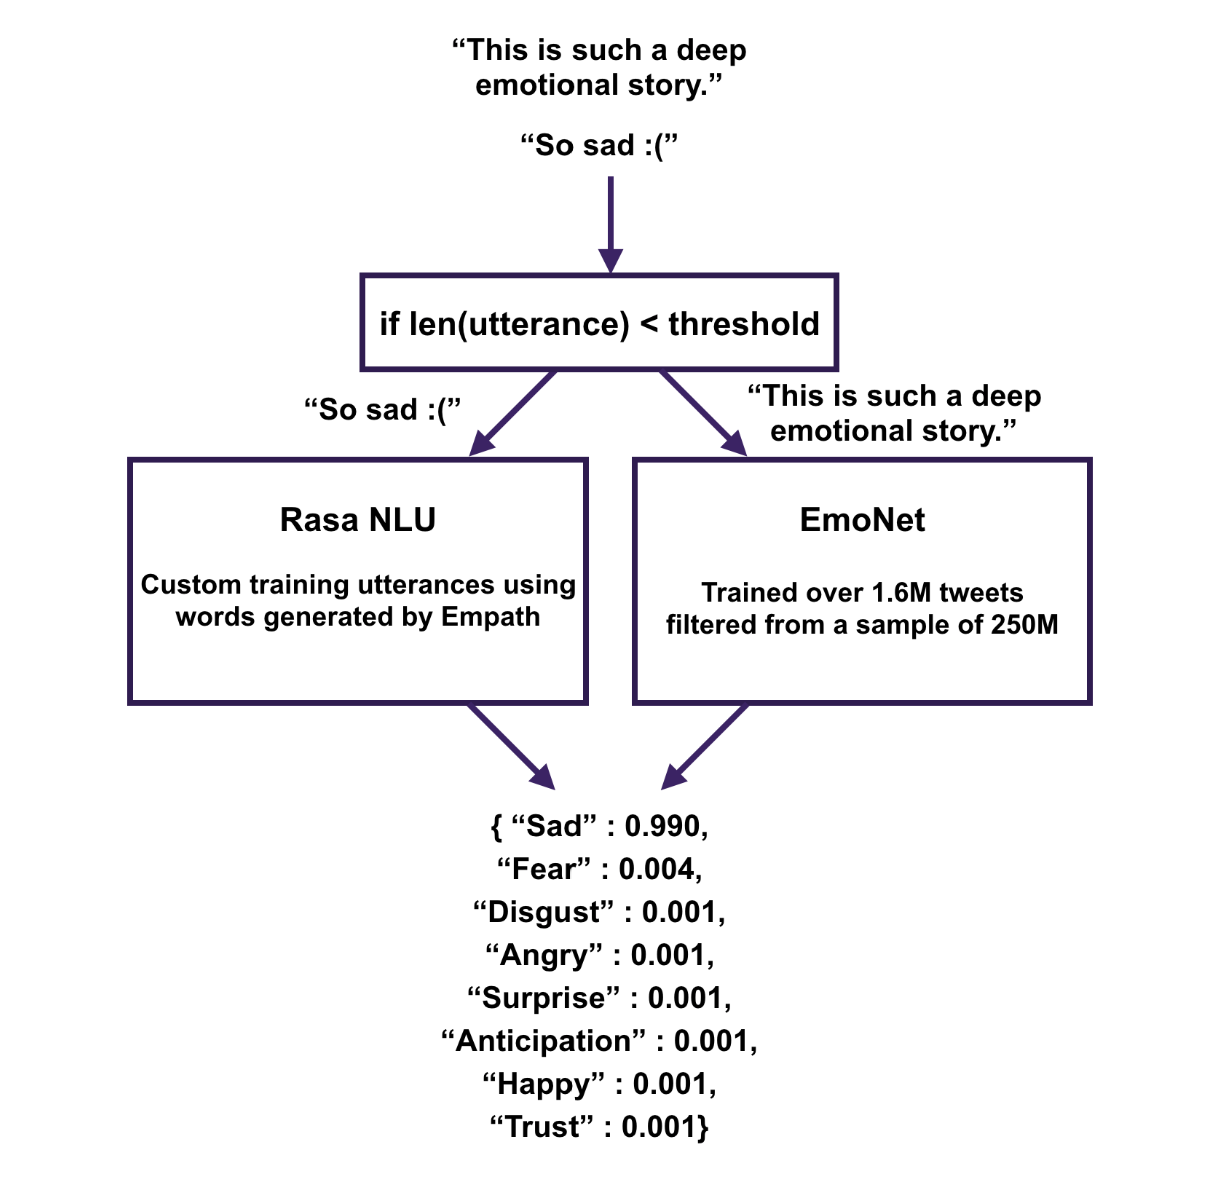 “This is such a deep
emotional story.”
“So sad :(”
if len(utterance) < threshold
“So sad :(”
“This is such a deep
emotional story.”
Rasa NLU
Custom training utterances using
words generated by Empath
EmoNet
Trained over 1.6M tweets
filtered from a sample of 250M
{ “Sad” : 0.990,
“Fear” : 0.004,
“Disgust” : 0.001,
“Angry” : 0.001,
“Surprise” : 0.001,
“Anticipation” : 0.001,
“Happy” : 0.001,
“Trust” : 0.001}